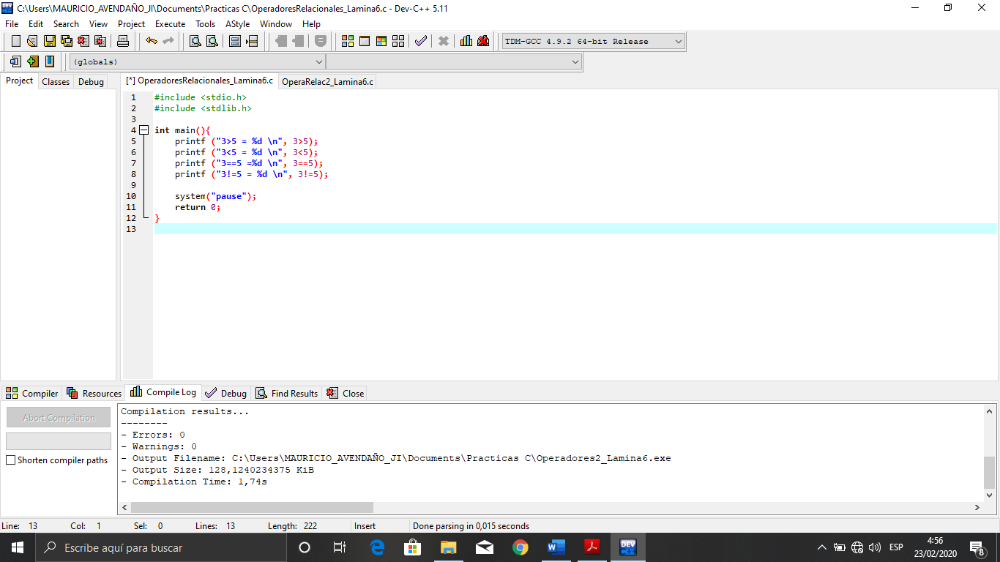 C:\Users\MAURICIO_AVENDAÑO_JI\Documents\Practicas C\OperadoresRelacionales_Lamina6.c - Dev-C++ 5.11
File Edit Search View Project Execute Tools AStyle Window Help
TDM-GCC 4.9.2 64-bit Release
(globals)
Project Classes Debug
[*] OperadoresRelacionales_Lamina6.c OperaRelac2_Lamina6.c
1 #include <stdio.h>
2 #include <stdlib.h>
3
4 int main(){
5 printf ("3>5 = %d \n", 3>5);
6 printf ("3<5 = %d \n", 3<5);
7 printf ("3==5 =%d \n", 3==5);
8 printf ("3!=5 = %d \n", 3!=5);
9
10 system("pause");
11 return 0;
12 }
13
Compiler Resources Compile Log Debug Find Results Close
Abort Compilation
Shorten compiler paths
Compilation results...
--------
- Errors: 0
- Warnings: 0
- Output Filename: C:\Users\MAURICIO_AVENDAÑO_JI\Documents\Practicas C\Operadores2_Lamina6.exe
- Output Size: 128,1240234375 KiB
- Compilation Time: 1,74s
Line: 13 Col: 1 Sel: 0 Lines: 13 Length: 222 Insert Done parsing in 0,015 seconds
Escribe aquí para buscar
DEV
ESP
4:56
23/02/2020
8